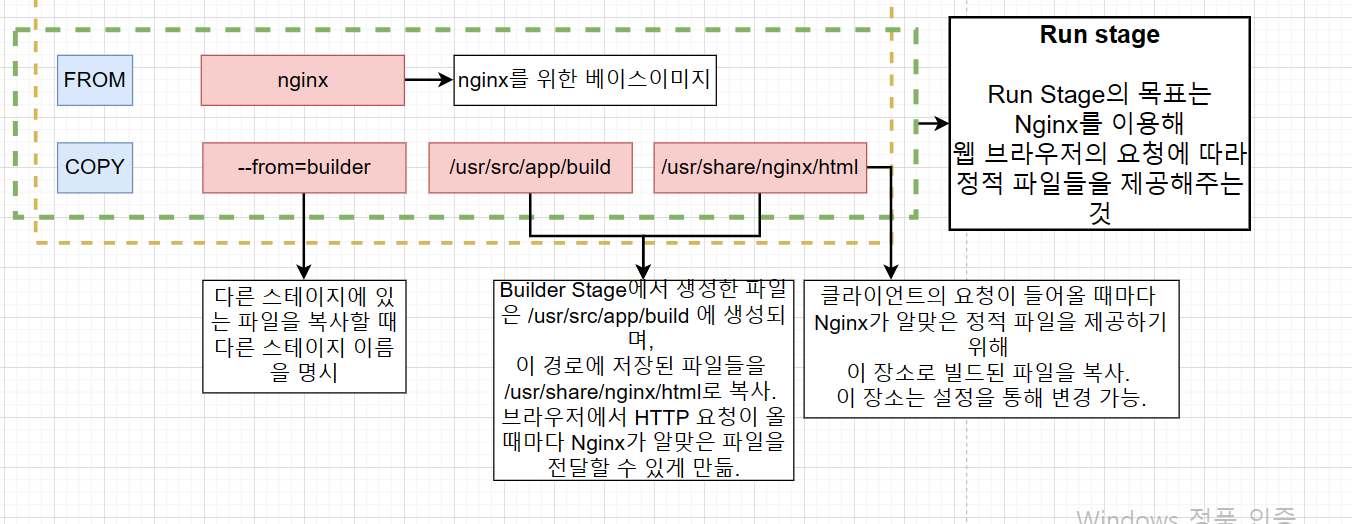 Run stage
FROM
nginx
nginx를 위한 베이스이미지
Run Stage의 목표는
Nginx를 이용해
웹 브라우저의 요청에 따라
정적 파일들을 제공해주는
것
COPY
--from=builder
/usr/src/app/build
/usr/share/nginx/html
다른 스테이지에 있
는 파일을 복사할 때
다른 스테이지 이름
을 명시
Builder Stage에서 생성한 파일
은 /usr/src/app/build 에 생성되
며,
이 경로에 저장된 파일들을
/usr/share/nginx/html로 복사.
브라우저에서 HTTP 요청이 올
때마다 Nginx가 알맞은 파일을
전달할 수 있게 만듦.
클라이언트의 요청이 들어올 때마다
Nginx가 알맞은 정적 파일을 제공하기
위해
이 장소로 빌드된 파일을 복사.
이 장소는 설정을 통해 변경 가능.
Windows 정품 인증